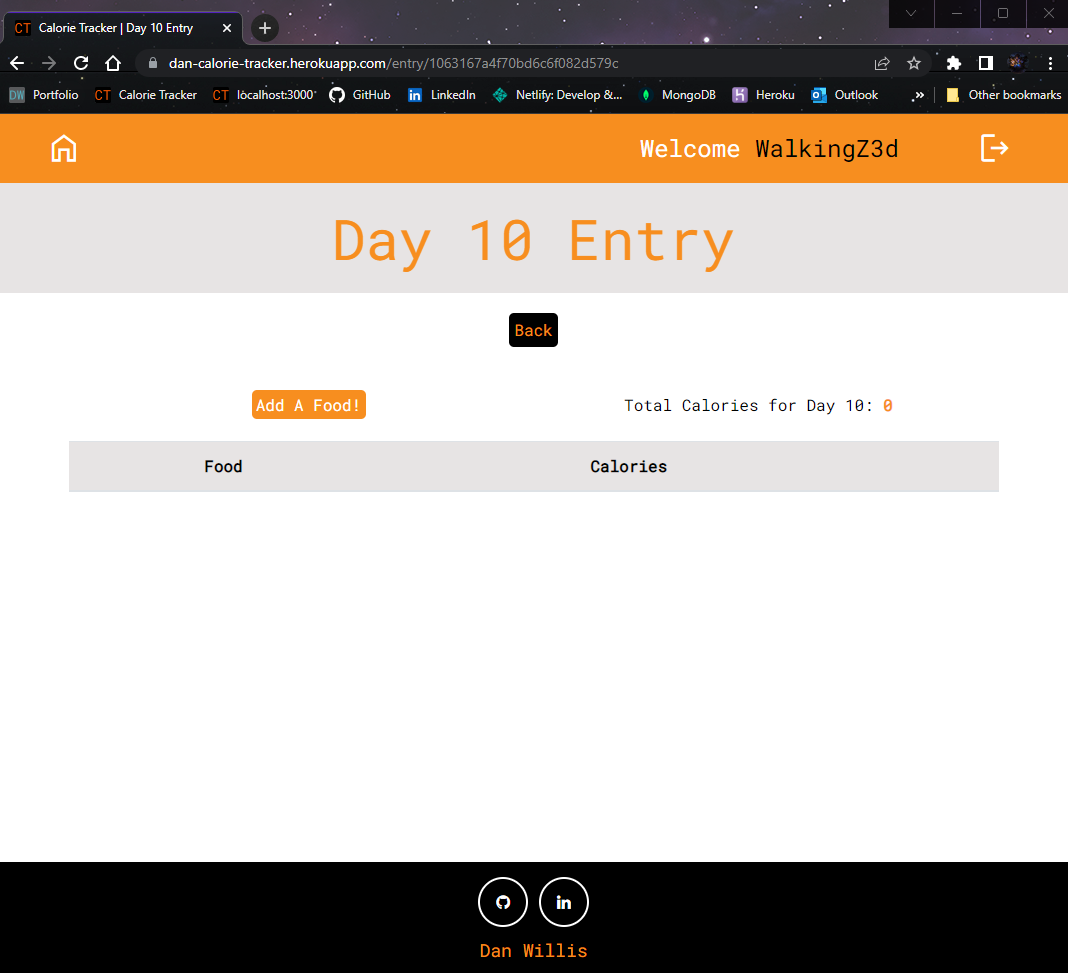 CT Calorie Tracker | Day 10 Entry
dan-calorie-tracker.herokuapp.com/entry/1063167a4f70bd6c6f082d579c
DW Portfolio CT Calorie Tracker CT localhost:3000 GitHub in LinkedIn Netlify: Develop &... MongoDB Heroku Outlook » Other bookmarks
Welcome WalkingZ3d
Day 10 Entry
Back
Add A Food! Total Calories for Day 10: 0
Food Calories
in
Dan Willis